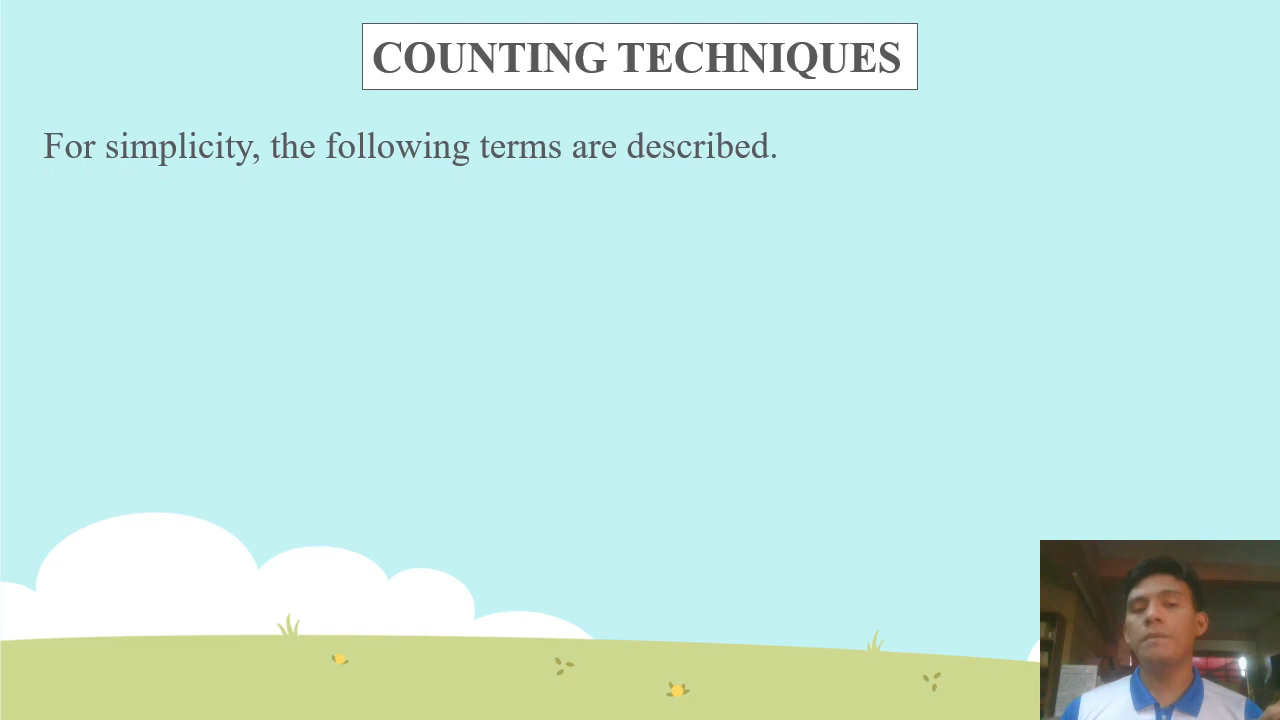 COUNTING TECHNIQUES
For simplicity, the following terms are described.